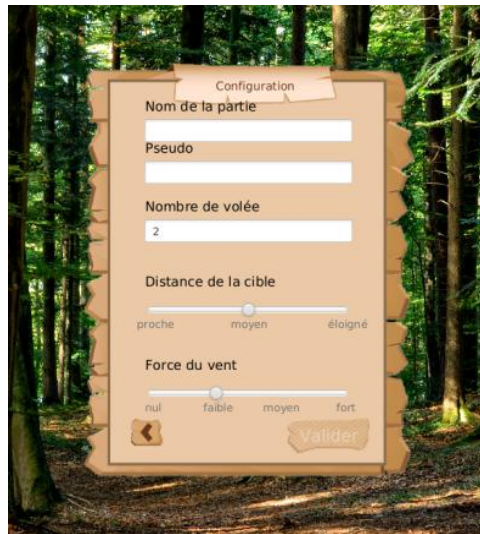 Configuration
Nom de la partie
Pseudo
Nombre de volée
2
Distance de la cible
proche moyen éloigné
Force du vent
nul faible moyen fort
Valider